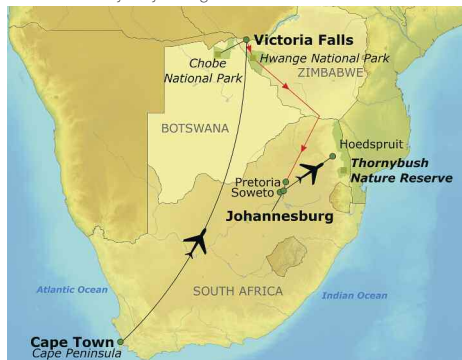 Victoria Falls
Chobe
National Park
Hwange National Park
ZIMBABWE
BOTSWANA
Hoedspruit
Thornybush
Nature Reserve
Pretoria
Soweto
Johannesburg
SOUTH AFRICA
Atlantic Ocean
Indian Ocean
Cape Town
Cape Peninsula